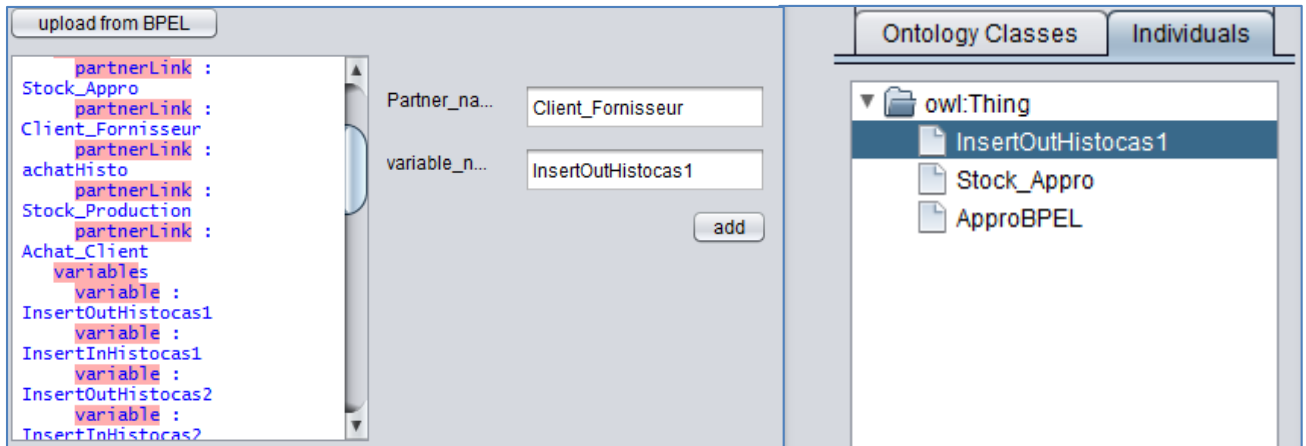 upload from BPEL
partnerLink :
Stock_Appro
partnerLink :
Client_Fornisseur
partnerLink :
achatHisto
partnerLink :
Stock_Production
partnerLink :
Achat_Client
variables
variable :
InsertOutHistocas1
variable :
InsertInHistocas1
variable :
InsertOutHistocas2
variable :
InsertInHistocas2
Partner_na...
Client_Fornisseur
variable_n...
InsertOutHistocas1
add
Ontology Classes
Individuals
owl:Thing
InsertOutHistocas1
Stock_Appro
ApproBPEL